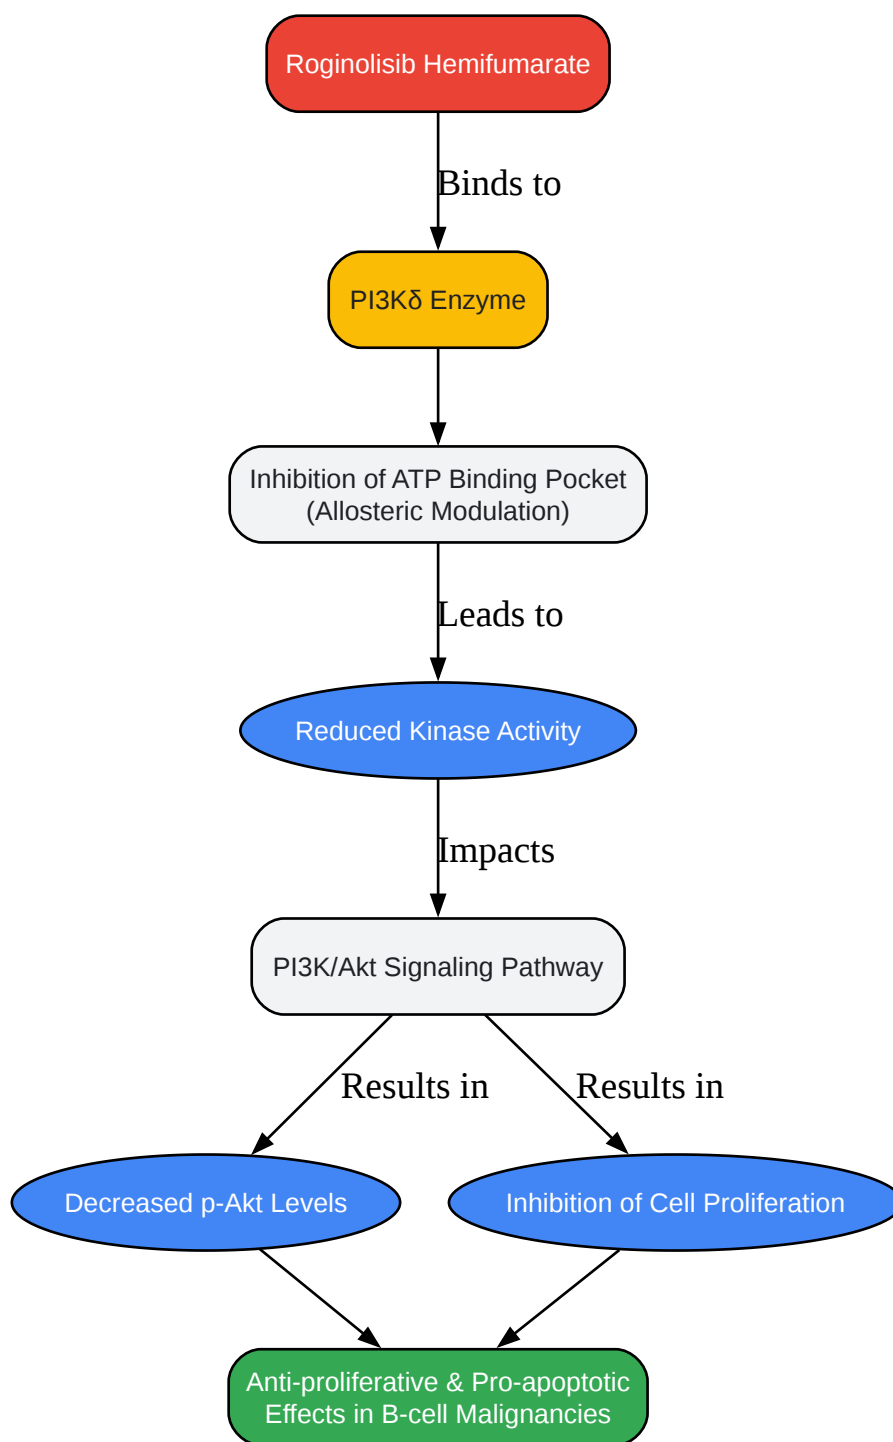 Roginolisib Hemifumarate
Binds to
PI3Kδ Enzyme
Inhibition of ATP Binding Pocket
(Allosteric Modulation)
Leads to
Reduced Kinase Activity
Impacts
PI3K/Akt Signaling Pathway
Results in
Results in
Decreased p-Akt Levels
Inhibition of Cell Proliferation
Anti-proliferative & Pro-apoptotic
Effects in B-cell Malignancies